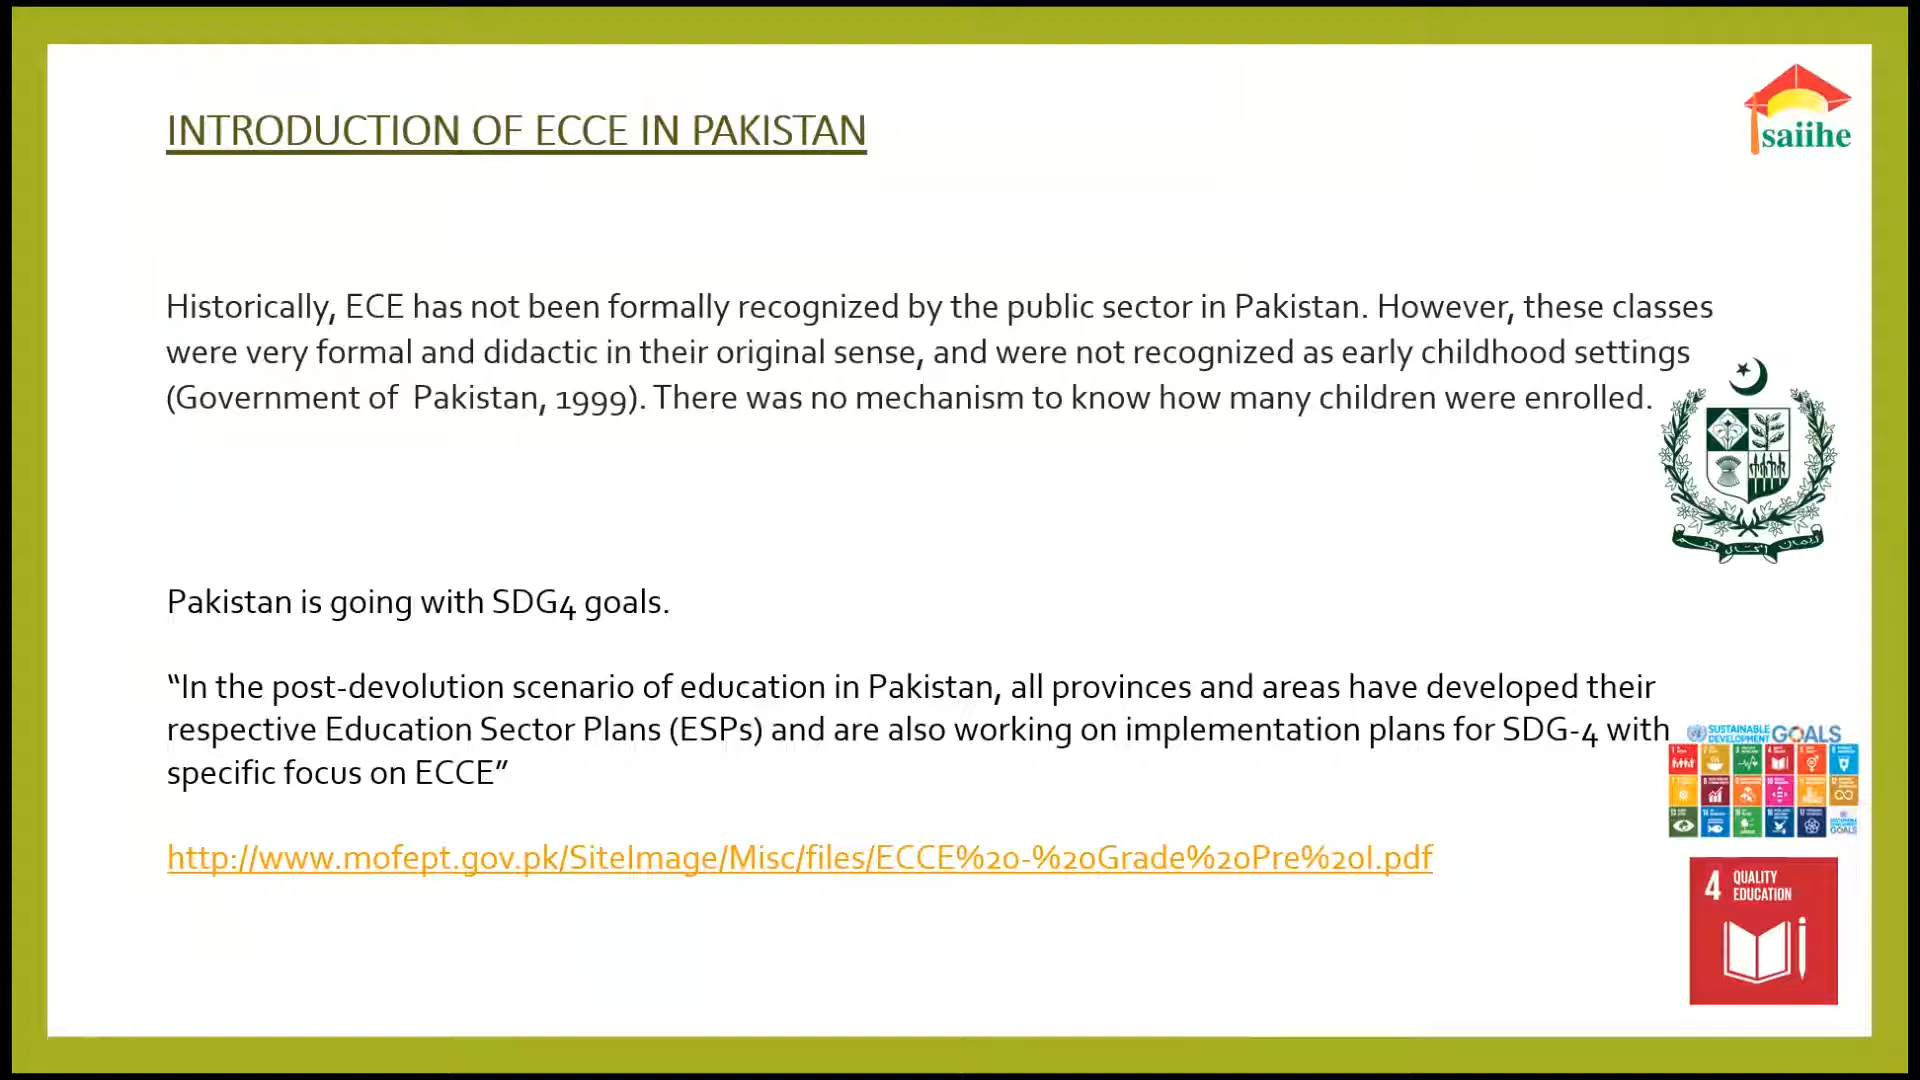 INTRODUCTION OF ECCE IN PAKISTAN
saiihe
Historically, ECE has not been formally recognized by the public sector in Pakistan. However, these classes
were very formal and didactic in their original sense, and were not recognized as early childhood settings
(Government of Pakistan, 1999). There was no mechanism to know how many children were enrolled.
Pakistan is going with SDG4 goals.
“In the post-devolution scenario of education in Pakistan, all provinces and areas have developed their
respective Education Sector Plans (ESPs) and are also working on implementation plans for SDG-4 with
specific focus on ECCE”
SUSTAINABLE
DEVELOPMENT GOALS
http://www.mofept.gov.pk/SiteImage/Misc/files/ECCE%20-%20Grade%20Pre%20I.pdf
4 QUALITY
EDUCATION